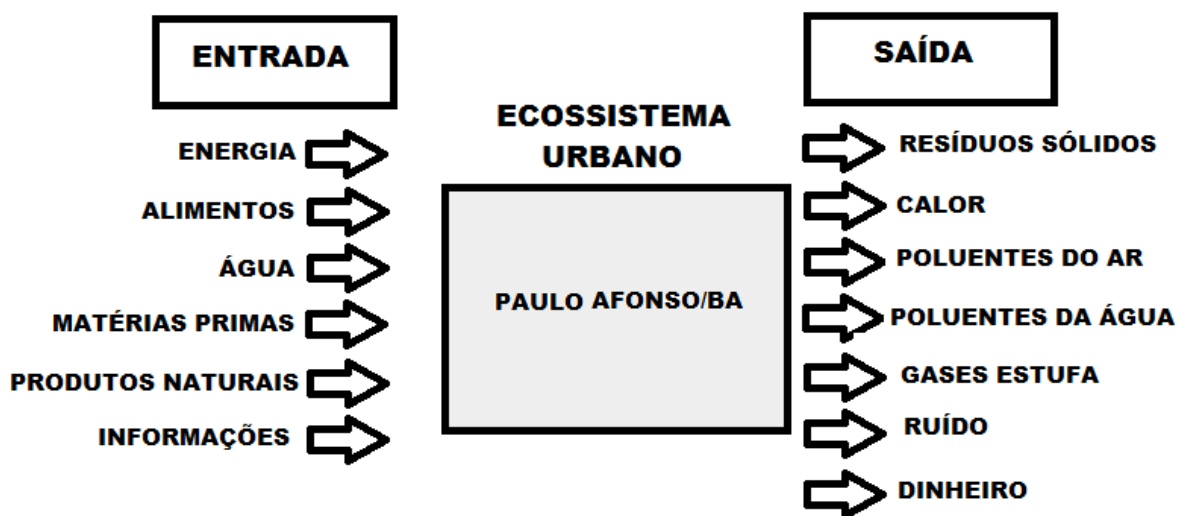 ENTRADA
ENERGIA
ALIMENTOS
ÁGUA
MATÉRIAS PRIMAS
PRODUTOS NATURAIS
INFORMAÇÕES
ECOSSISTEMA
URBANO
PAULO AFONSO/BA
SAÍDA
RESÍDUOS SÓLIDOS
CALOR
POLUENTES DO AR
POLUENTES DA ÁGUA
GASES ESTUFA
RUÍDO
DINHEIRO